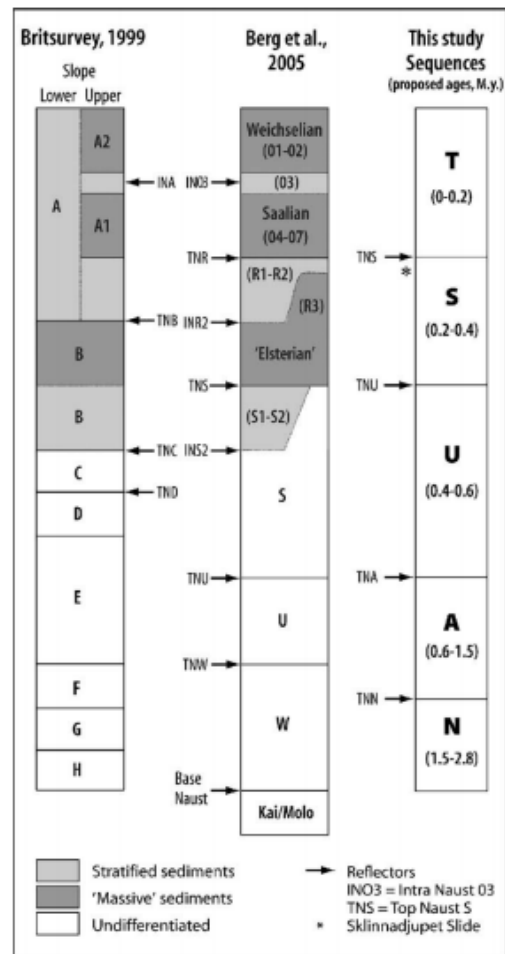 Britsurvey, 1999
Slope
Lower Upper
Berg et al.,
2005
This study
Sequences
(proposed ages, M.y.)
A
A2
A1
B
B
C
D
E
F
G
H
INA
TNB
TNC
TND
INO3
TNR
INR2
TNS
INS2
TNU
TNW
Base
Naust
Weichselian
(01-02)
(03)
Saalian
(04-07)
(R1-R2)
(R3)
'Elsterian'
(S1-S2)
S
U
W
Kai/Molo
TNS
*
TNU
TNA
TNN
T
(0-0.2)
S
(0.2-0.4)
U
(0.4-0.6)
A
(0.6-1.5)
N
(1.5-2.8)
Stratified sediments
'Massive' sediments
Undifferentiated
Reflectors
INO3 = Intra Naust 03
TNS = Top Naust S
* Sklinnadjupet Slide